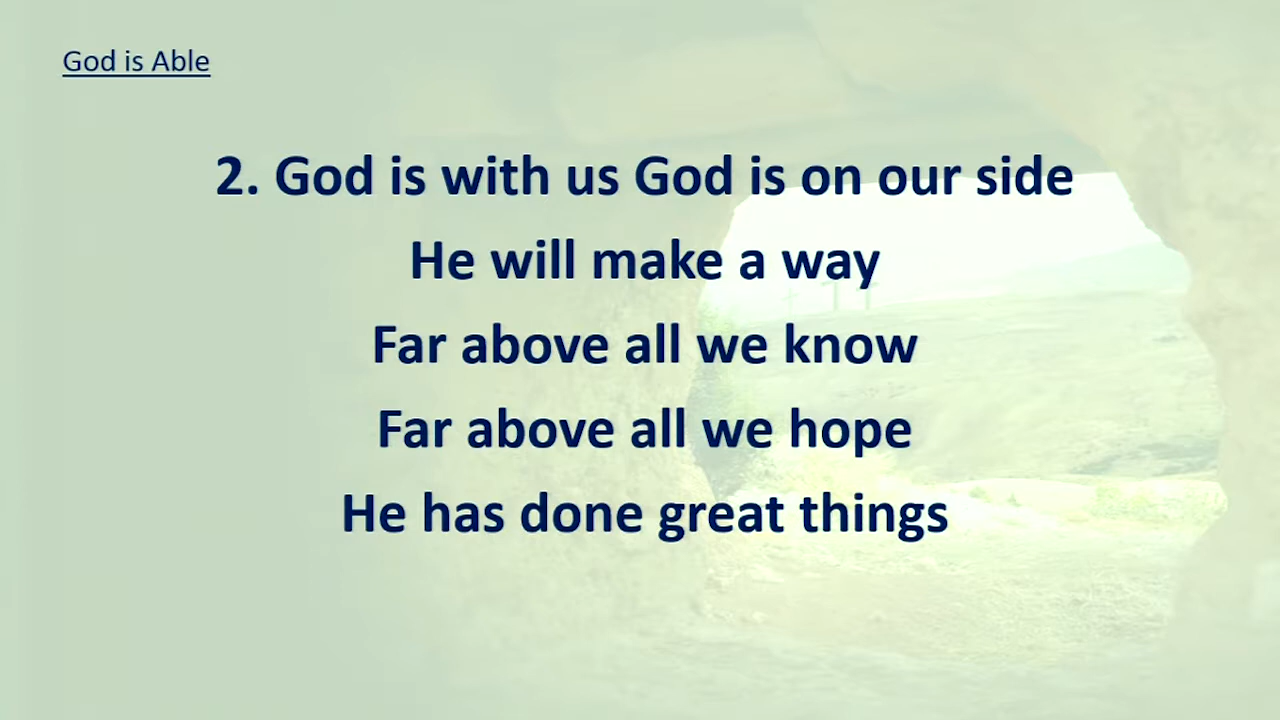 God is Able
2. God is with us God is on our side
He will make a way
Far above all we know
Far above all we hope
He has done great things